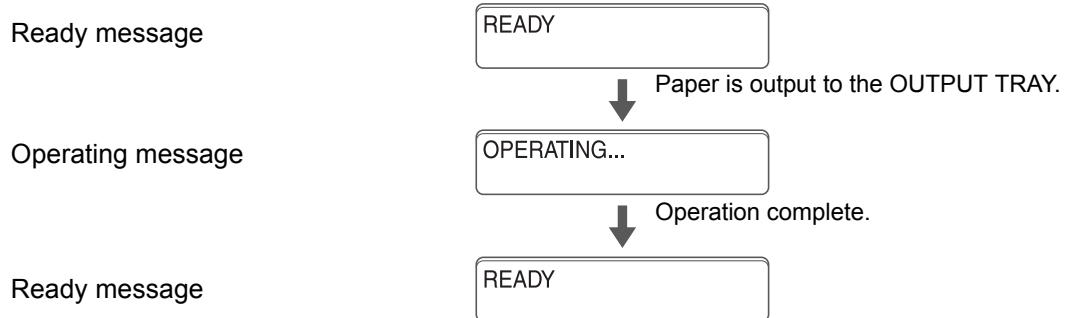 Ready message
READY
Paper is output to the OUTPUT TRAY.
Operating message
OPERATING...
Operation complete.
Ready message
READY